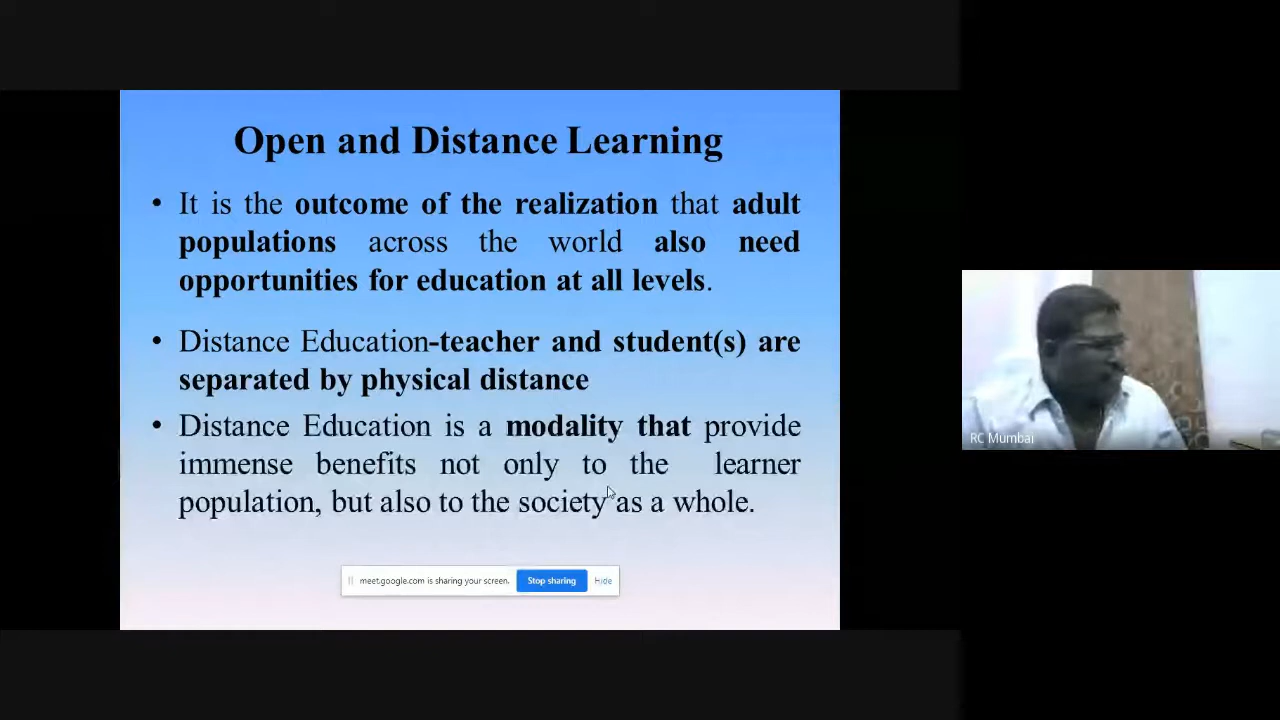 Open and Distance Learning
• It is the outcome of the realization that adult
populations across the world also need
opportunities for education at all levels.
• Distance Education-teacher and student(s) are
separated by physical distance
• Distance Education is a modality that provide
immense benefits not only to the learner
population, but also to the society as a whole.
meet.google.com is sharing your screen. Stop sharing Hide
RC Mumbai